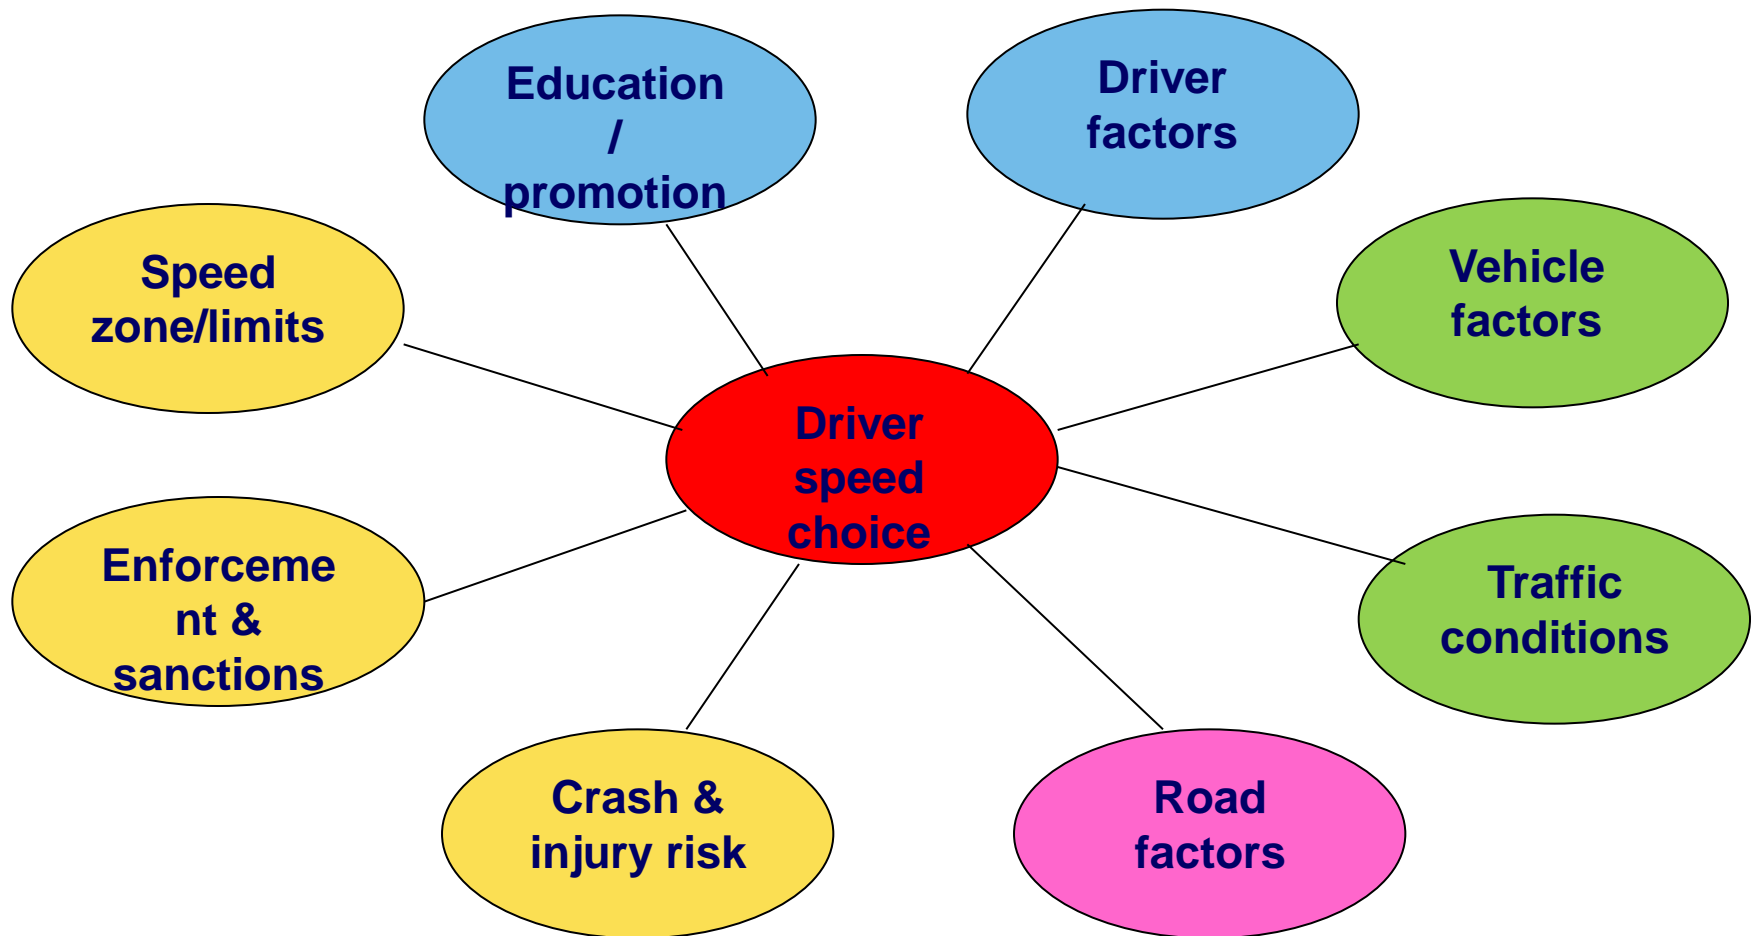 Education
/
promotion
Driver
factors
Speed
zone/limits
Vehicle
factors
Driver
speed
choice
Enforceme
nt &
sanctions
Traffic
conditions
Crash &
injury risk
Road
factors